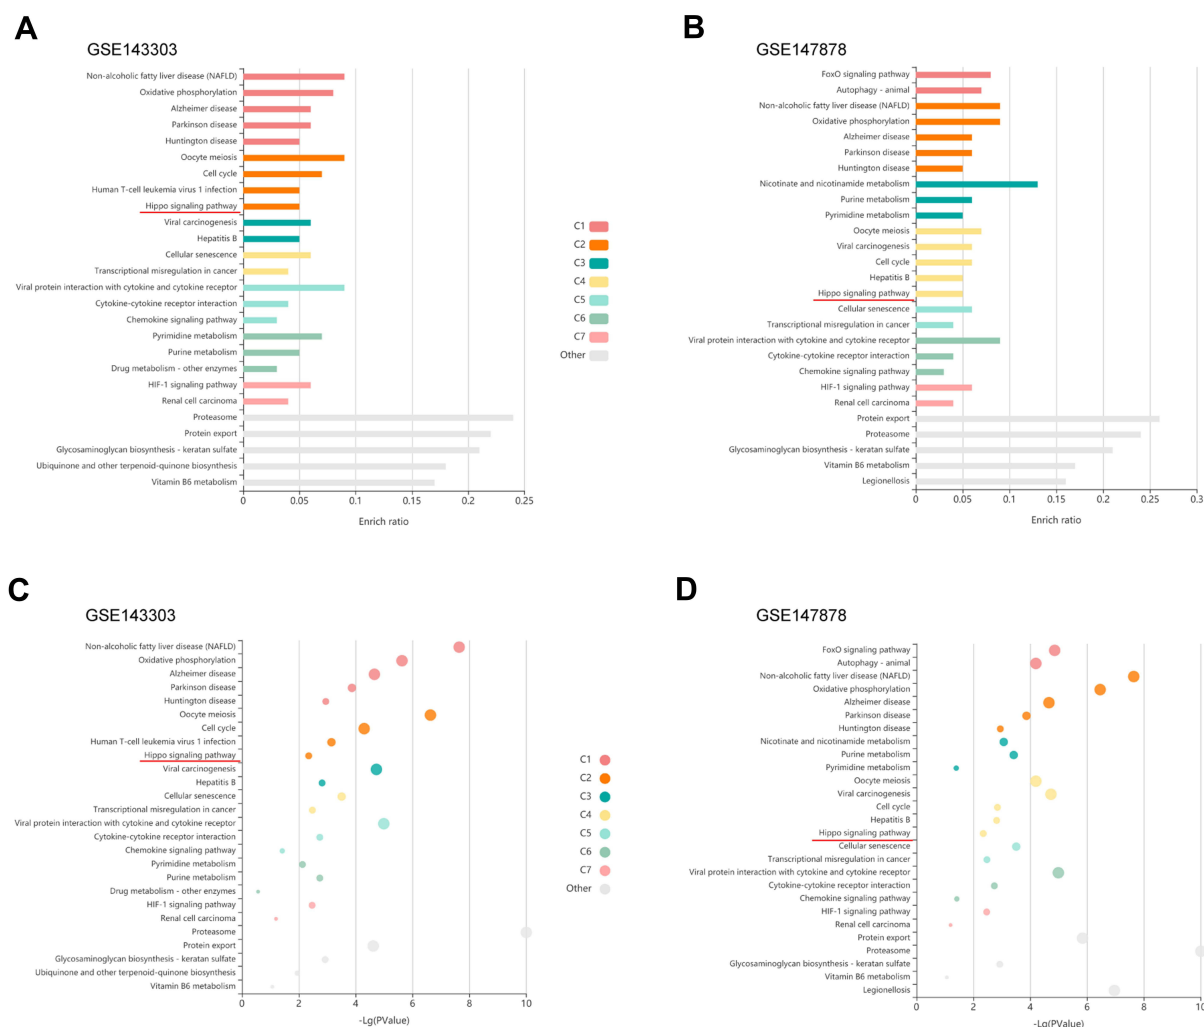 A
GSE143303
Non-alcoholic fatty liver disease (NAFLD)
Oxidative phosphorylation
Alzheimer disease
Parkinson disease
Huntington disease
Oocyte meiosis
Cell cycle
Human T-cell leukemia virus 1 infection
Hippo signaling pathway
Viral carcinogenesis
Hepatitis B
Cellular senescence
Transcriptional misregulation in cancer
Viral protein interaction with cytokine and cytokine receptor
Cytokine-cytokine receptor interaction
Chemokine signaling pathway
Pyrimidine metabolism
Purine metabolism
Drug metabolism - other enzymes
HIF-1 signaling pathway
Renal cell carcinoma
Proteasome
Protein export
Glycosaminoglycan biosynthesis - keratan sulfate
Ubiquinone and other terpenoid-quinone biosynthesis
Vitamin B6 metabolism
0 0.05 0.1 0.15 0.2 0.25
Enrich ratio
C1
C2
C3
C4
C5
C6
C7
Other
B
GSE147878
FoxO signaling pathway
Autophagy - animal
Non-alcoholic fatty liver disease (NAFLD)
Oxidative phosphorylation
Alzheimer disease
Parkinson disease
Huntington disease
Nicotinate and nicotinamide metabolism
Purine metabolism
Pyrimidine metabolism
Oocyte meiosis
Viral carcinogenesis
Cell cycle
Hepatitis B
Hippo signaling pathway
Cellular senescence
Transcriptional misregulation in cancer
Viral protein interaction with cytokine and cytokine receptor
Cytokine-cytokine receptor interaction
Chemokine signaling pathway
HIF-1 signaling pathway
Renal cell carcinoma
Protein export
Proteasome
Glycosaminoglycan biosynthesis - keratan sulfate
Vitamin B6 metabolism
Legionellosis
0 0.05 0.1 0.15 0.2 0.25 0.3
Enrich ratio
C
GSE143303
Non-alcoholic fatty liver disease (NAFLD)
Oxidative phosphorylation
Alzheimer disease
Parkinson disease
Huntington disease
Oocyte meiosis
Cell cycle
Human T-cell leukemia virus 1 infection
Hippo signaling pathway
Viral carcinogenesis
Hepatitis B
Cellular senescence
Transcriptional misregulation in cancer
Viral protein interaction with cytokine and cytokine receptor
Cytokine-cytokine receptor interaction
Chemokine signaling pathway
Pyrimidine metabolism
Purine metabolism
Drug metabolism - other enzymes
HIF-1 signaling pathway
Renal cell carcinoma
Proteasome
Protein export
Glycosaminoglycan biosynthesis - keratan sulfate
Ubiquinone and other terpenoid-quinone biosynthesis
Vitamin B6 metabolism
0 2 4 6 8 10
-Lg(PValue)
C1
C2
C3
C4
C5
C6
C7
Other
D
GSE147878
FoxO signaling pathway
Autophagy - animal
Non-alcoholic fatty liver disease (NAFLD)
Oxidative phosphorylation
Alzheimer disease
Parkinson disease
Huntington disease
Nicotinate and nicotinamide metabolism
Purine metabolism
Pyrimidine metabolism
Oocyte meiosis
Viral carcinogenesis
Cell cycle
Hepatitis B
Hippo signaling pathway
Cellular senescence
Transcriptional misregulation in cancer
Viral protein interaction with cytokine and cytokine receptor
Cytokine-cytokine receptor interaction
Chemokine signaling pathway
HIF-1 signaling pathway
Renal cell carcinoma
Protein export
Proteasome
Glycosaminoglycan biosynthesis - keratan sulfate
Vitamin B6 metabolism
Legionellosis
0 2 4 6 8 10
-Lg(PValue)